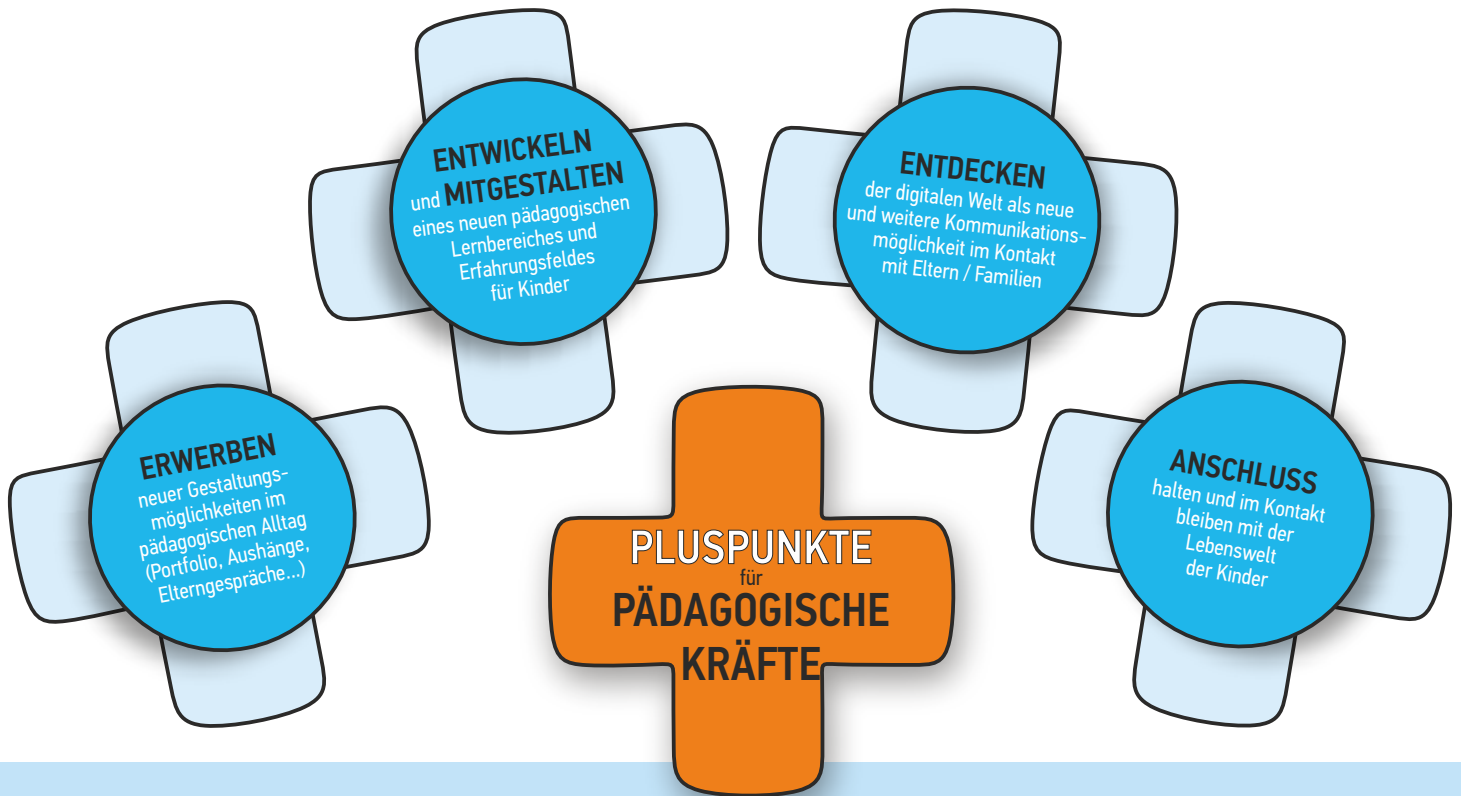 ENTWICKELN
und MITGESTALTEN
eines neuen pädagogischen
Lernbereiches und
Erfahrungsfeldes
für Kinder
ENTDECKEN
der digitalen Welt als neue
und weitere Kommunikations-
möglichkeit im Kontakt
mit Eltern / Familien
ERWERBEN
neuer Gestaltungs-
möglichkeiten im
pädagogischen Alltag
(Portfolio, Aushänge,
Elterngespräche...)
ANSCHLUSS
halten und im Kontakt
bleiben mit der
Lebenswelt
der Kinder
PLUSPUNKTE
für
PÄDAGOGISCHE
KRÄFTE